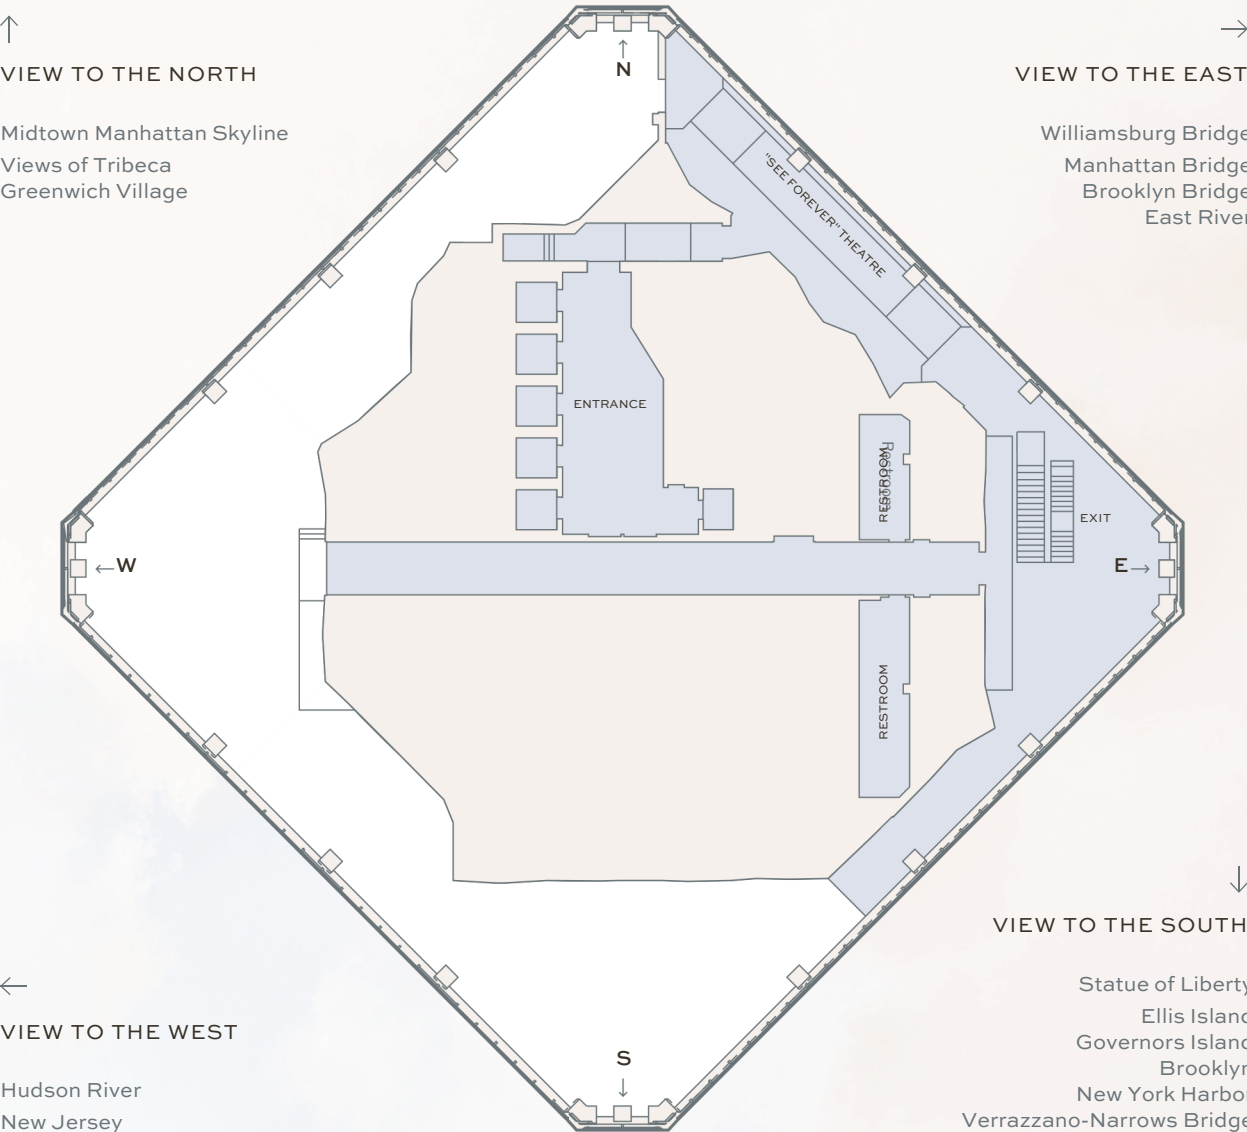 VIEW TO THE NORTH
Midtown Manhattan Skyline
Views of Tribeca
Greenwich Village
VIEW TO THE EAST
Williamsburg Bridge
Manhattan Bridge
Brooklyn Bridge
East River
N
"SEE FOREVER" THEATRE
ENTRANCE
RESTROOM
Restroom
EXIT
W
E
RESTROOM
S
VIEW TO THE WEST
Hudson River
New Jersey
VIEW TO THE SOUTH
Statue of Liberty
Ellis Island
Governors Island
Brooklyn
New York Harbor
Verrazzano-Narrows Bridge